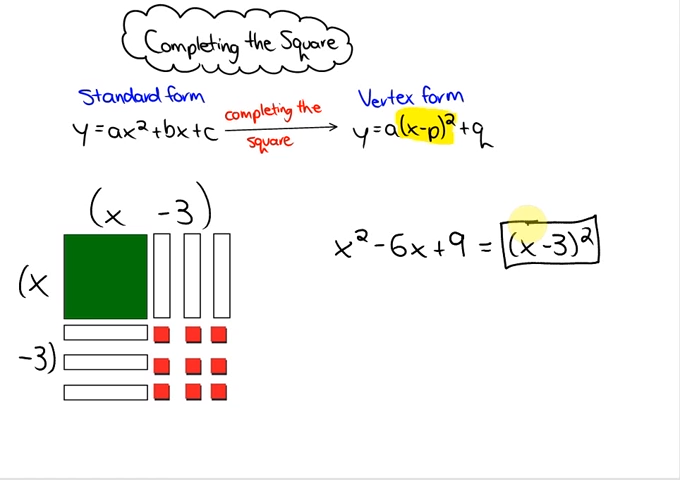 Completing the Square
Standard form
y=ax²+bx+c
completing the
square
Vertex form
y=a(x-p)²+q
(x -3)
(x
-3)
x²-6x+9 = (x-3)²